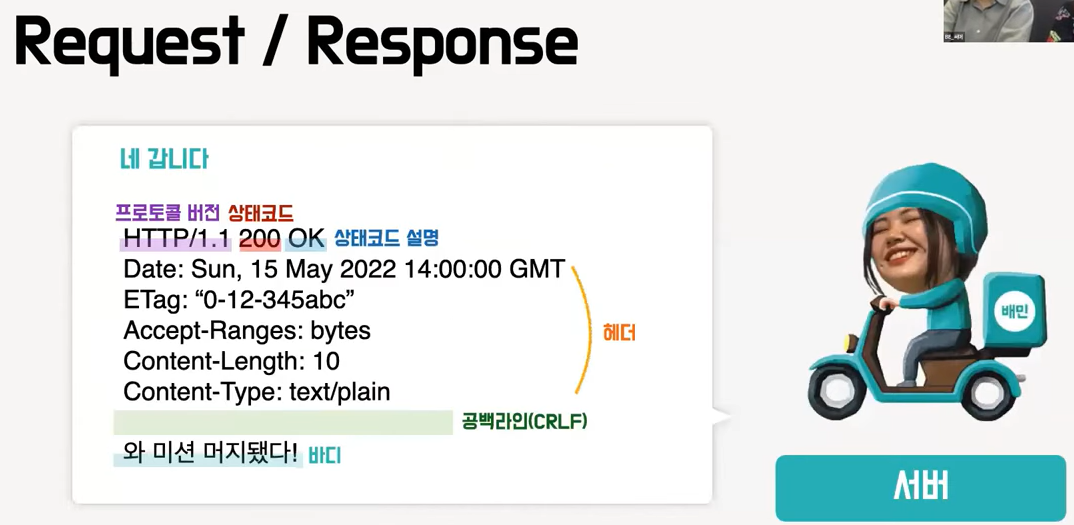 Request / Response
네 갑니다
프로토콜 버전 상태코드
HTTP/1.1 200 OK 상태코드 설명
Date: Sun, 15 May 2022 14:00:00 GMT
ETag: “0-12-345abc”
Accept-Ranges: bytes
Content-Length: 10
Content-Type: text/plain
헤더
공백라인(CRLF)
와 미션 머지됐다! 바디
배민
서버